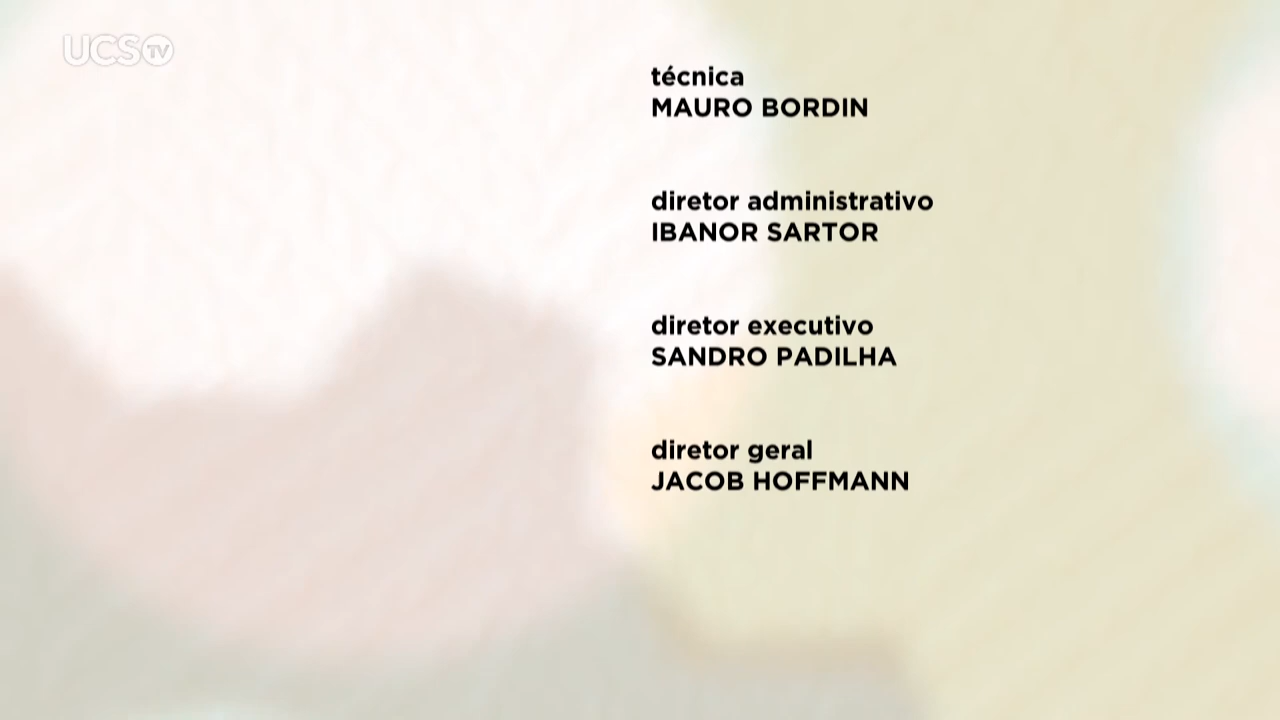 UCS TV
técnica
MAURO BORDIN
diretor administrativo
IBANOR SARTOR
diretor executivo
SANDRO PADILHA
diretor geral
JACOB HOFFMANN